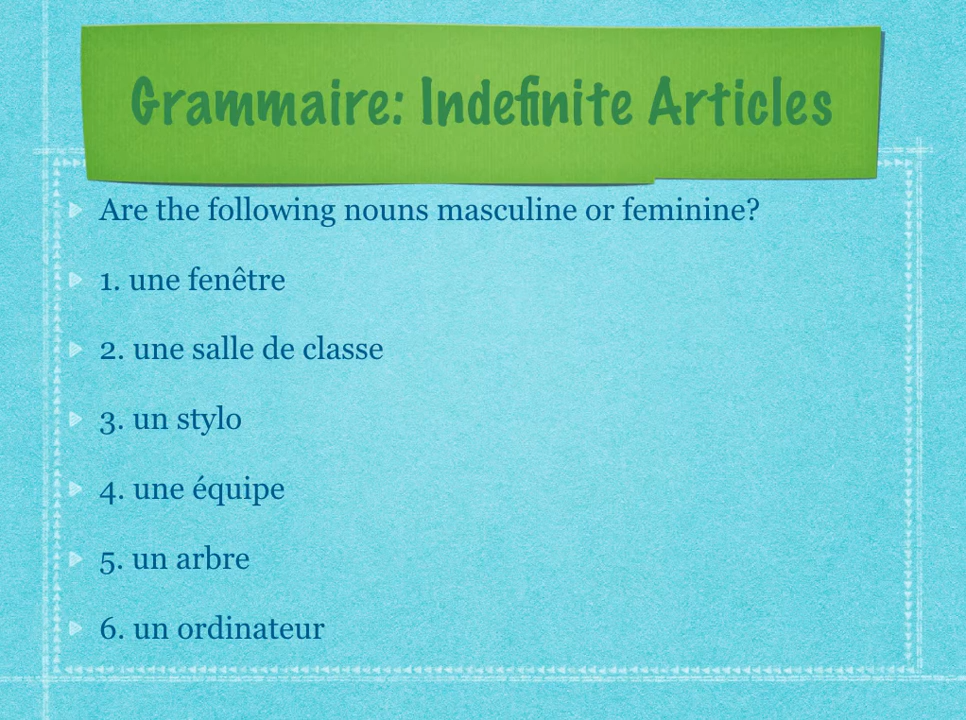 Grammaire: Indefinite Articles
Are the following nouns masculine or feminine?
1. une fenêtre
2. une salle de classe
3. un stylo
4. une équipe
5. un arbre
6. un ordinateur